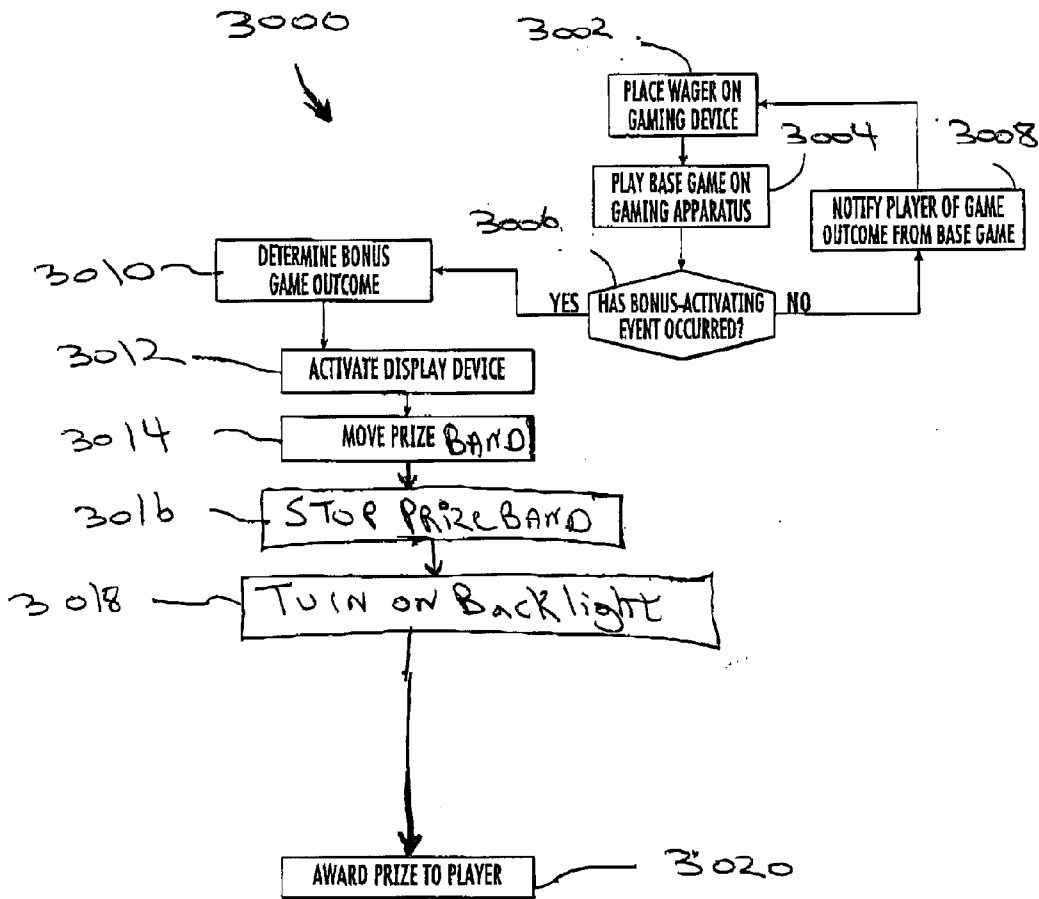 3000
3002
PLACE WAGER ON
GAMING DEVICE
3004
3008
PLAY BASE GAME ON
GAMING APPARATUS
NOTIFY PLAYER OF GAME
OUTCOME FROM BASE GAME
3006
3010
DETERMINE BONUS
GAME OUTCOME
YES
HAS BONUS-ACTIVATING
EVENT OCCURRED?
NO
3012
ACTIVATE DISPLAY DEVICE
3014
MOVE PRIZE BAND
3016
STOP PRizeBAND
3018
TURN ON Backlight
AWARD PRIZE TO PLAYER
3020